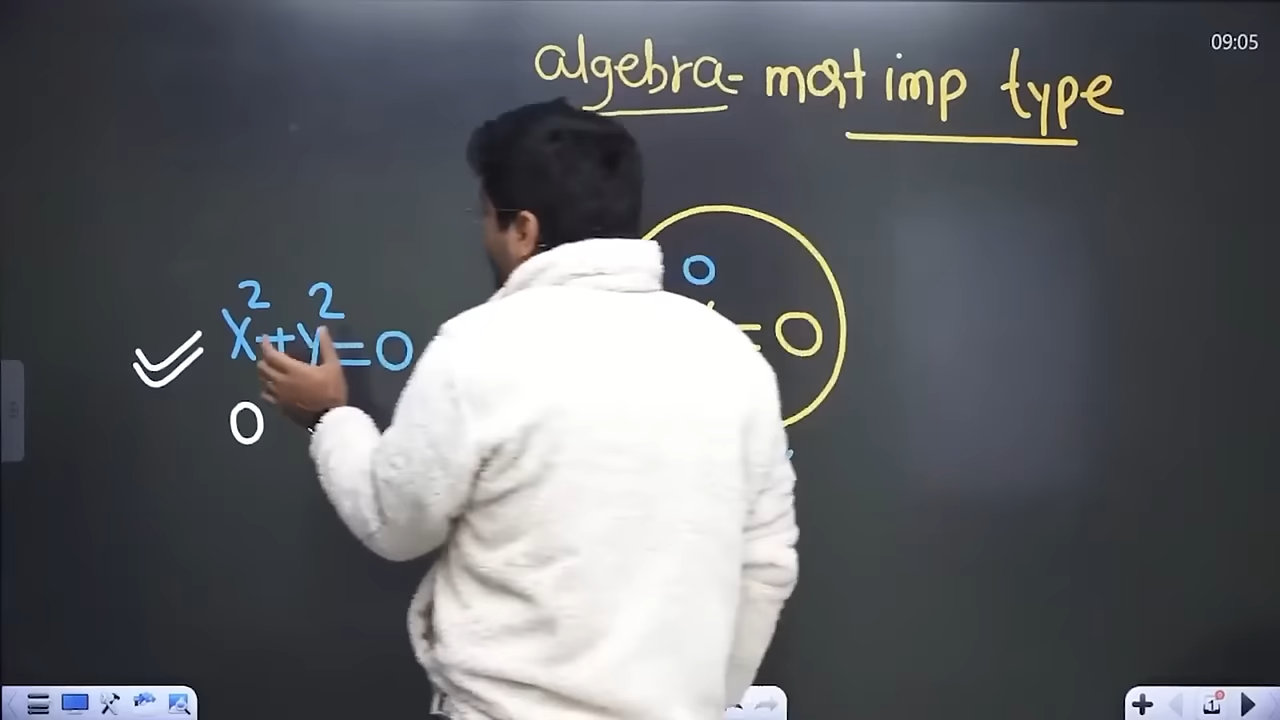 09:05
algebra- most imp type
0
x²+y²=0
= 0
0